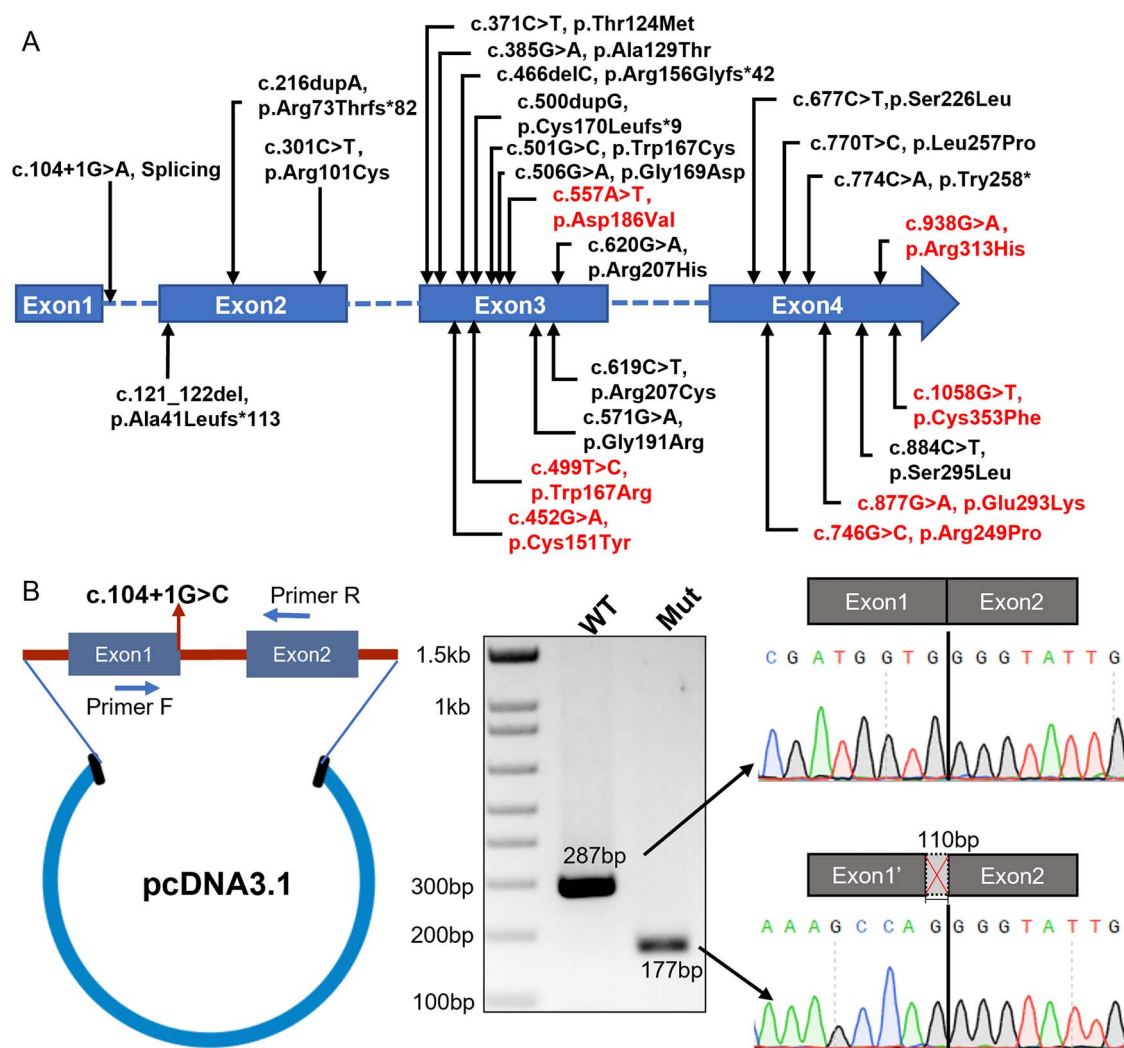 A
c.371C>T, p.Thr124Met
c.385G>A, p.Ala129Thr
c.466delC, p.Arg156Glyfs*42
c.500dupG,
p.Cys170Leufs*9
c.501G>C, p.Trp167Cys
c.506G>A, p.Gly169Asp
c.557A>T,
p.Asp186Val
c.620G>A,
p.Arg207His
c.216dupA,
p.Arg73Thrfs*82
c.301C>T,
p.Arg101Cys
c.104+1G>A, Splicing
c.677C>T,p.Ser226Leu
c.770T>C, p.Leu257Pro
c.774C>A, p.Try258*
c.938G>A,
p.Arg313His
Exon1
Exon2
Exon3
Exon4
c.121_122del,
p.Ala41Leufs*113
c.619C>T,
p.Arg207Cys
c.571G>A,
p.Gly191Arg
c.499T>C,
p.Trp167Arg
c.452G>A,
p.Cys151Tyr
c.1058G>T,
p.Cys353Phe
c.884C>T,
p.Ser295Leu
c.877G>A, p.Glu293Lys
c.746G>C, p.Arg249Pro
B
c.104+1G>C
Primer R
Exon1
Exon2
Primer F
pcDNA3.1
WT
Mut
1.5kb
1kb
300bp
200bp
100bp
287bp
177bp
Exon1
Exon2
CGATGGTGGGGTATTG
110bp
Exon1’
Exon2
AAAGCCAGGGGTATTG